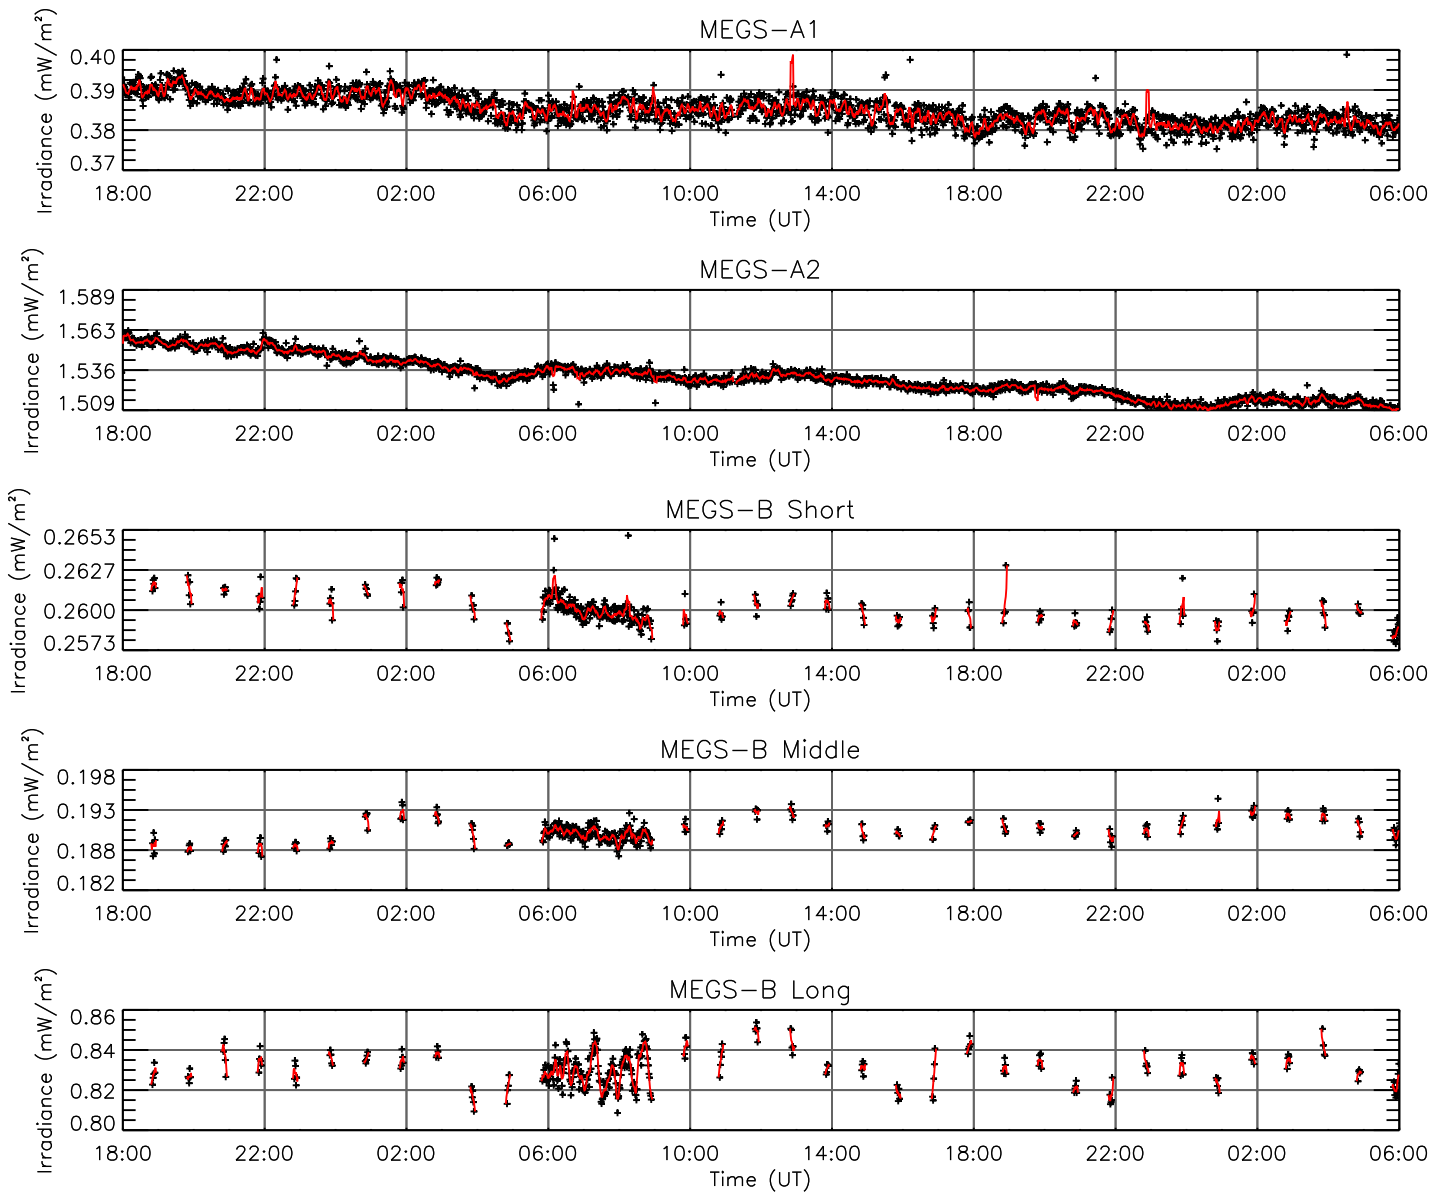 MEGS-A1
Irradiance (mW/m²)
0.40
0.39
0.38
0.37
18:00 22:00 02:00 06:00 10:00 14:00 18:00 22:00 02:00 06:00
Time (UT)
MEGS-A2
Irradiance (mW/m²)
1.589
1.563
1.536
1.509
18:00 22:00 02:00 06:00 10:00 14:00 18:00 22:00 02:00 06:00
Time (UT)
MEGS-B Short
Irradiance (mW/m²)
0.2653
0.2627
0.2600
0.2573
18:00 22:00 02:00 06:00 10:00 14:00 18:00 22:00 02:00 06:00
Time (UT)
MEGS-B Middle
Irradiance (mW/m²)
0.198
0.193
0.188
0.182
18:00 22:00 02:00 06:00 10:00 14:00 18:00 22:00 02:00 06:00
Time (UT)
MEGS-B Long
Irradiance (mW/m²)
0.86
0.84
0.82
0.80
18:00 22:00 02:00 06:00 10:00 14:00 18:00 22:00 02:00 06:00
Time (UT)